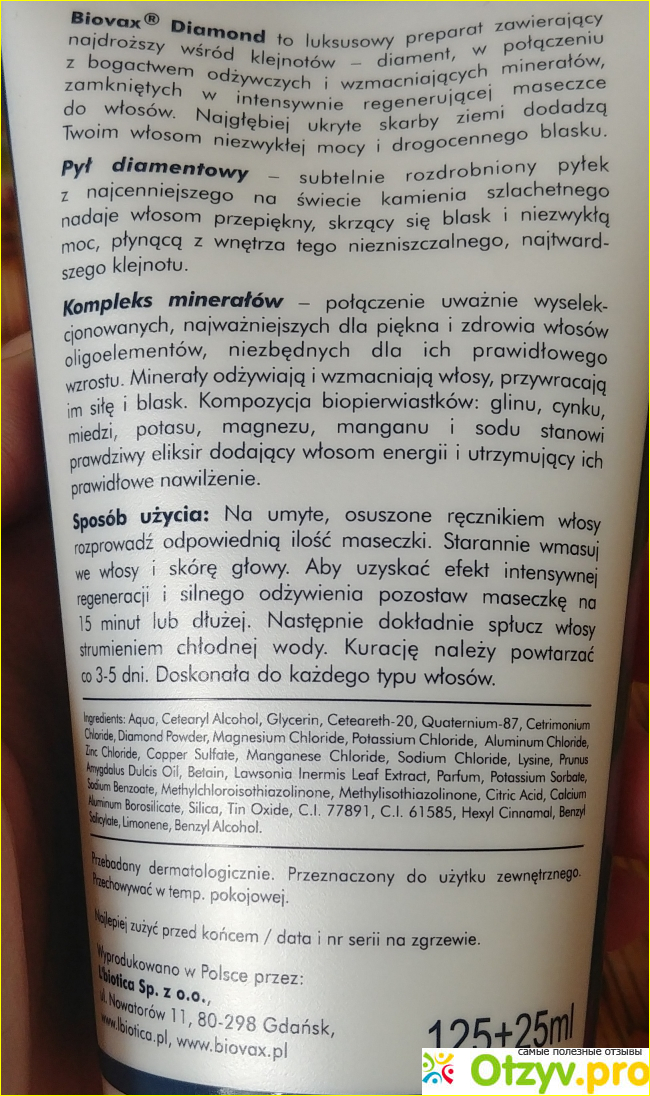 Biovax® Diamond to luksusowy preparat zawierający
najdroższy wśród klejnotów – diament, w połączeniu
z bogactwem odżywczych i wzmacniających minerałów,
zamkniętych w intensywnie regenerującej maseczce
do włosów. Najgłębiej ukryte skarby ziemi dodadzą
Twoim włosom niezwykłej mocy i drogocennego blasku.
Pył diamentowy – subtelnie rozdrobniony pyłek
z najcenniejszego na świecie kamienia szlachetnego
nadaje włosom przepiękny, skrzący się blask i niezwykłą
moc, płynącą z wnętrza tego niezniszczalnego, najtward-
szego klejnotu.
Kompleks minerałów – połączenie uważnie wyselek-
cjonowanych, najważniejszych dla piękna i zdrowia włosów
oligoelementów, niezbędnych dla ich prawidłowego
wzrostu. Minerały odżywiają i wzmacniają włosy, przywracają
im siłę i blask. Kompozycja biopierwiastków: glinu, cynku,
miedzi, potasu, magnezu, manganu i sodu stanowi
prawdziwy eliksir dodający włosom energii i utrzymujący ich
prawidłowe nawilżenie.
Sposób użycia: Na umyte, osuszone ręcznikiem włosy
rozprowadź odpowiednią ilość maseczki. Starannie wmasuj
we włosy i skórę głowy. Aby uzyskać efekt intensywnej
regeneracji i silnego odżywienia pozostaw maseczkę na
15 minut lub dłużej. Następnie dokładnie spłucz włosy
strumieniem chłodnej wody. Kurację należy powtarzać
co 3-5 dni. Doskonała do każdego typu włosów.
Ingredients: Aqua, Cetearyl Alcohol, Glycerin, Ceteareth-20, Quaternium-87, Cetrimonium
Chloride, Diamond Powder, Magnesium Chloride, Potassium Chloride, Aluminum Chloride,
Zinc Chloride, Copper Sulfate, Manganese Chloride, Sodium Chloride, Lysine, Prunus
Amygdalus Dulcis Oil, Betain, Lawsonia Inermis Leaf Extract, Parfum, Potassium Sorbate,
Sodium Benzoate, Methylchloroisothiazolinone, Methylisothiazolinone, Citric Acid, Calcium
Aluminum Borosilicate, Silica, Tin Oxide, C.I. 77891, C.I. 61585, Hexyl Cinnamal, Benzyl
Salicylate, Limonene, Benzyl Alcohol.
Przebadany dermatologicznie. Przeznaczony do użytku zewnętrznego.
Przechowywać w temp. pokojowej.
Najlepiej zużyć przed końcem / data i nr serii na zgrzewie.
Wyprodukowano w Polsce przez:
L'biotica Sp. z o.o.,
ul. Nowatorów 11, 80-298 Gdańsk,
www.lbiotica.pl, www.biovax.pl
125+25ml
самые полезные отзывы
Otzyv.pro